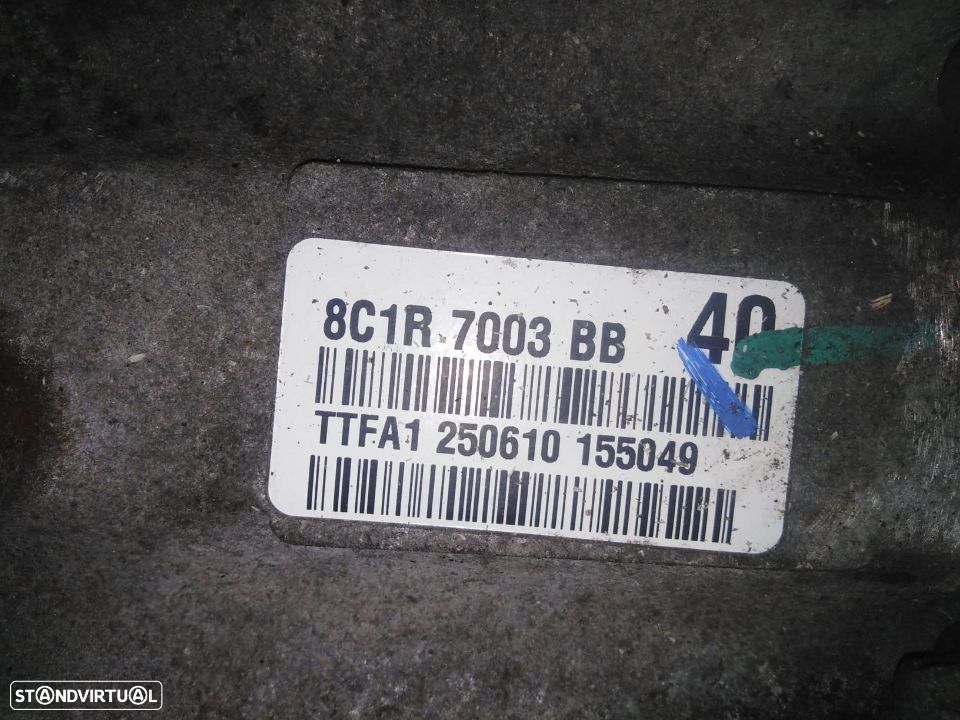 8C1R 7003 BB 40
TTFA1 250610 155049
STANDVIRTUAL